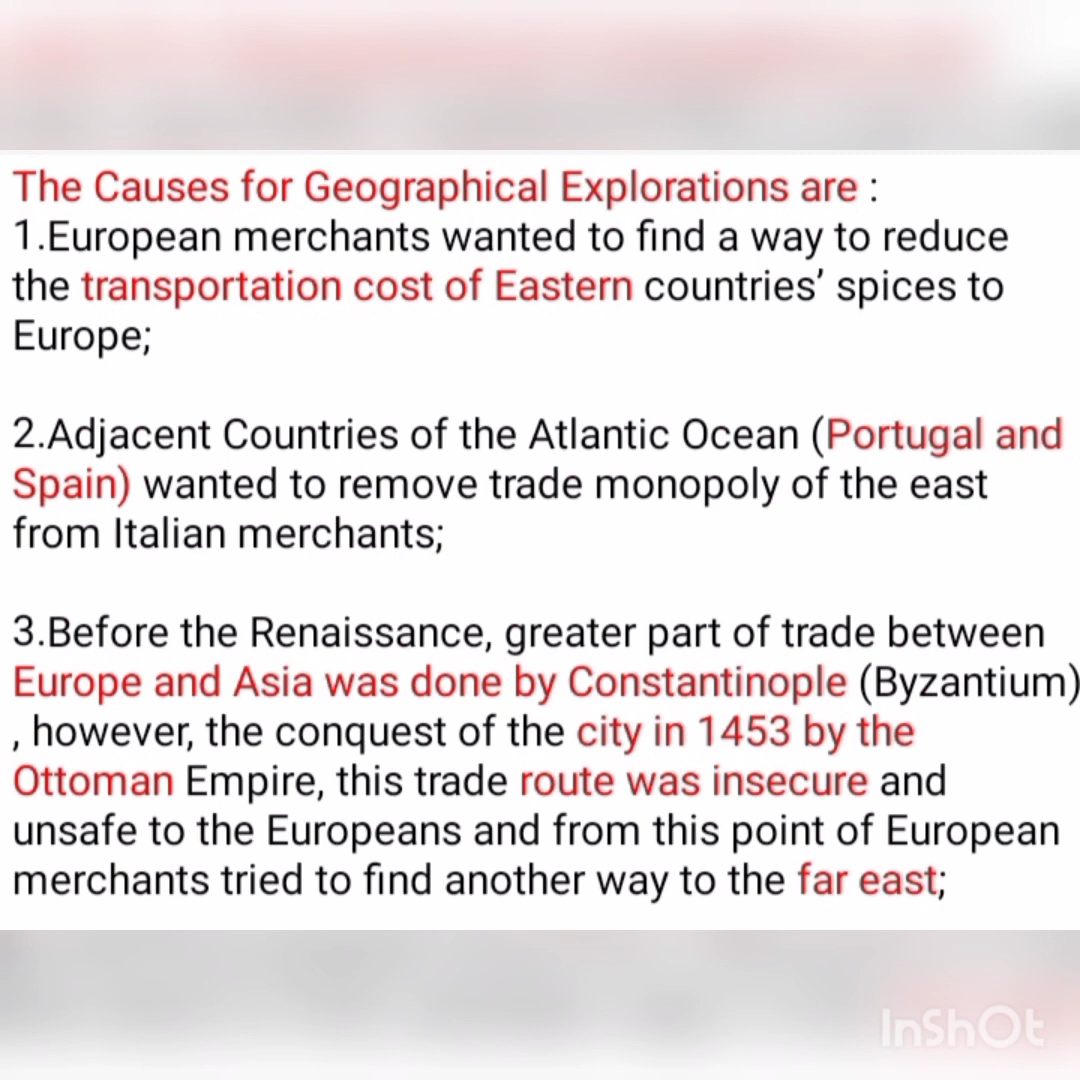 The Causes for Geographical Explorations are :
1.European merchants wanted to find a way to reduce
the transportation cost of Eastern countries’ spices to
Europe;
2.Adjacent Countries of the Atlantic Ocean (Portugal and
Spain) wanted to remove trade monopoly of the east
from Italian merchants;
3.Before the Renaissance, greater part of trade between
Europe and Asia was done by Constantinople (Byzantium)
, however, the conquest of the city in 1453 by the
Ottoman Empire, this trade route was insecure and
unsafe to the Europeans and from this point of European
merchants tried to find another way to the far east;
InShOt